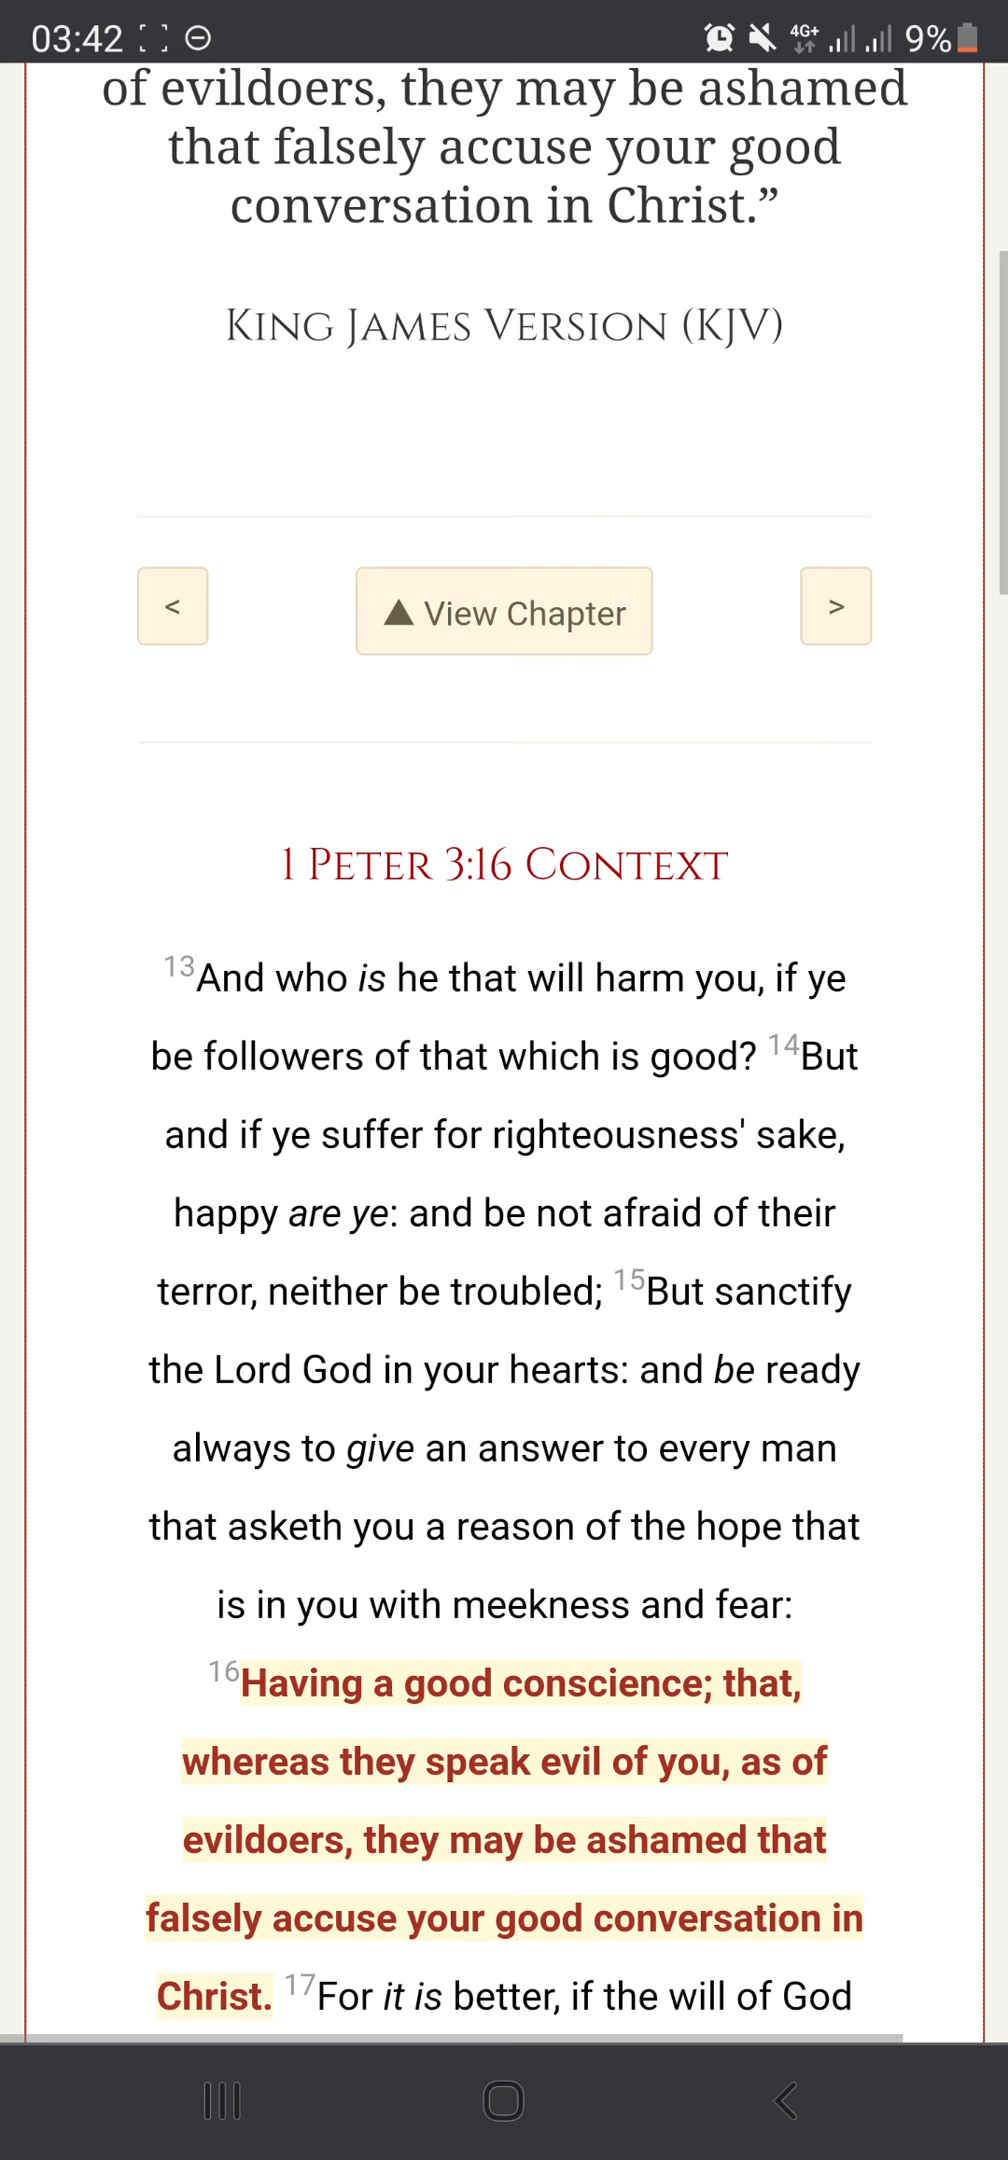 03:42 4G+ 9%
of evildoers, they may be ashamed
that falsely accuse your good
conversation in Christ.”
King James Version (KJV)
< ▲ View Chapter >
1 Peter 3:16 Context
13And who is he that will harm you, if ye
be followers of that which is good? 14But
and if ye suffer for righteousness' sake,
happy are ye: and be not afraid of their
terror, neither be troubled; 15But sanctify
the Lord God in your hearts: and be ready
always to give an answer to every man
that asketh you a reason of the hope that
is in you with meekness and fear:
16Having a good conscience; that,
whereas they speak evil of you, as of
evildoers, they may be ashamed that
falsely accuse your good conversation in
Christ. 17For it is better, if the will of God